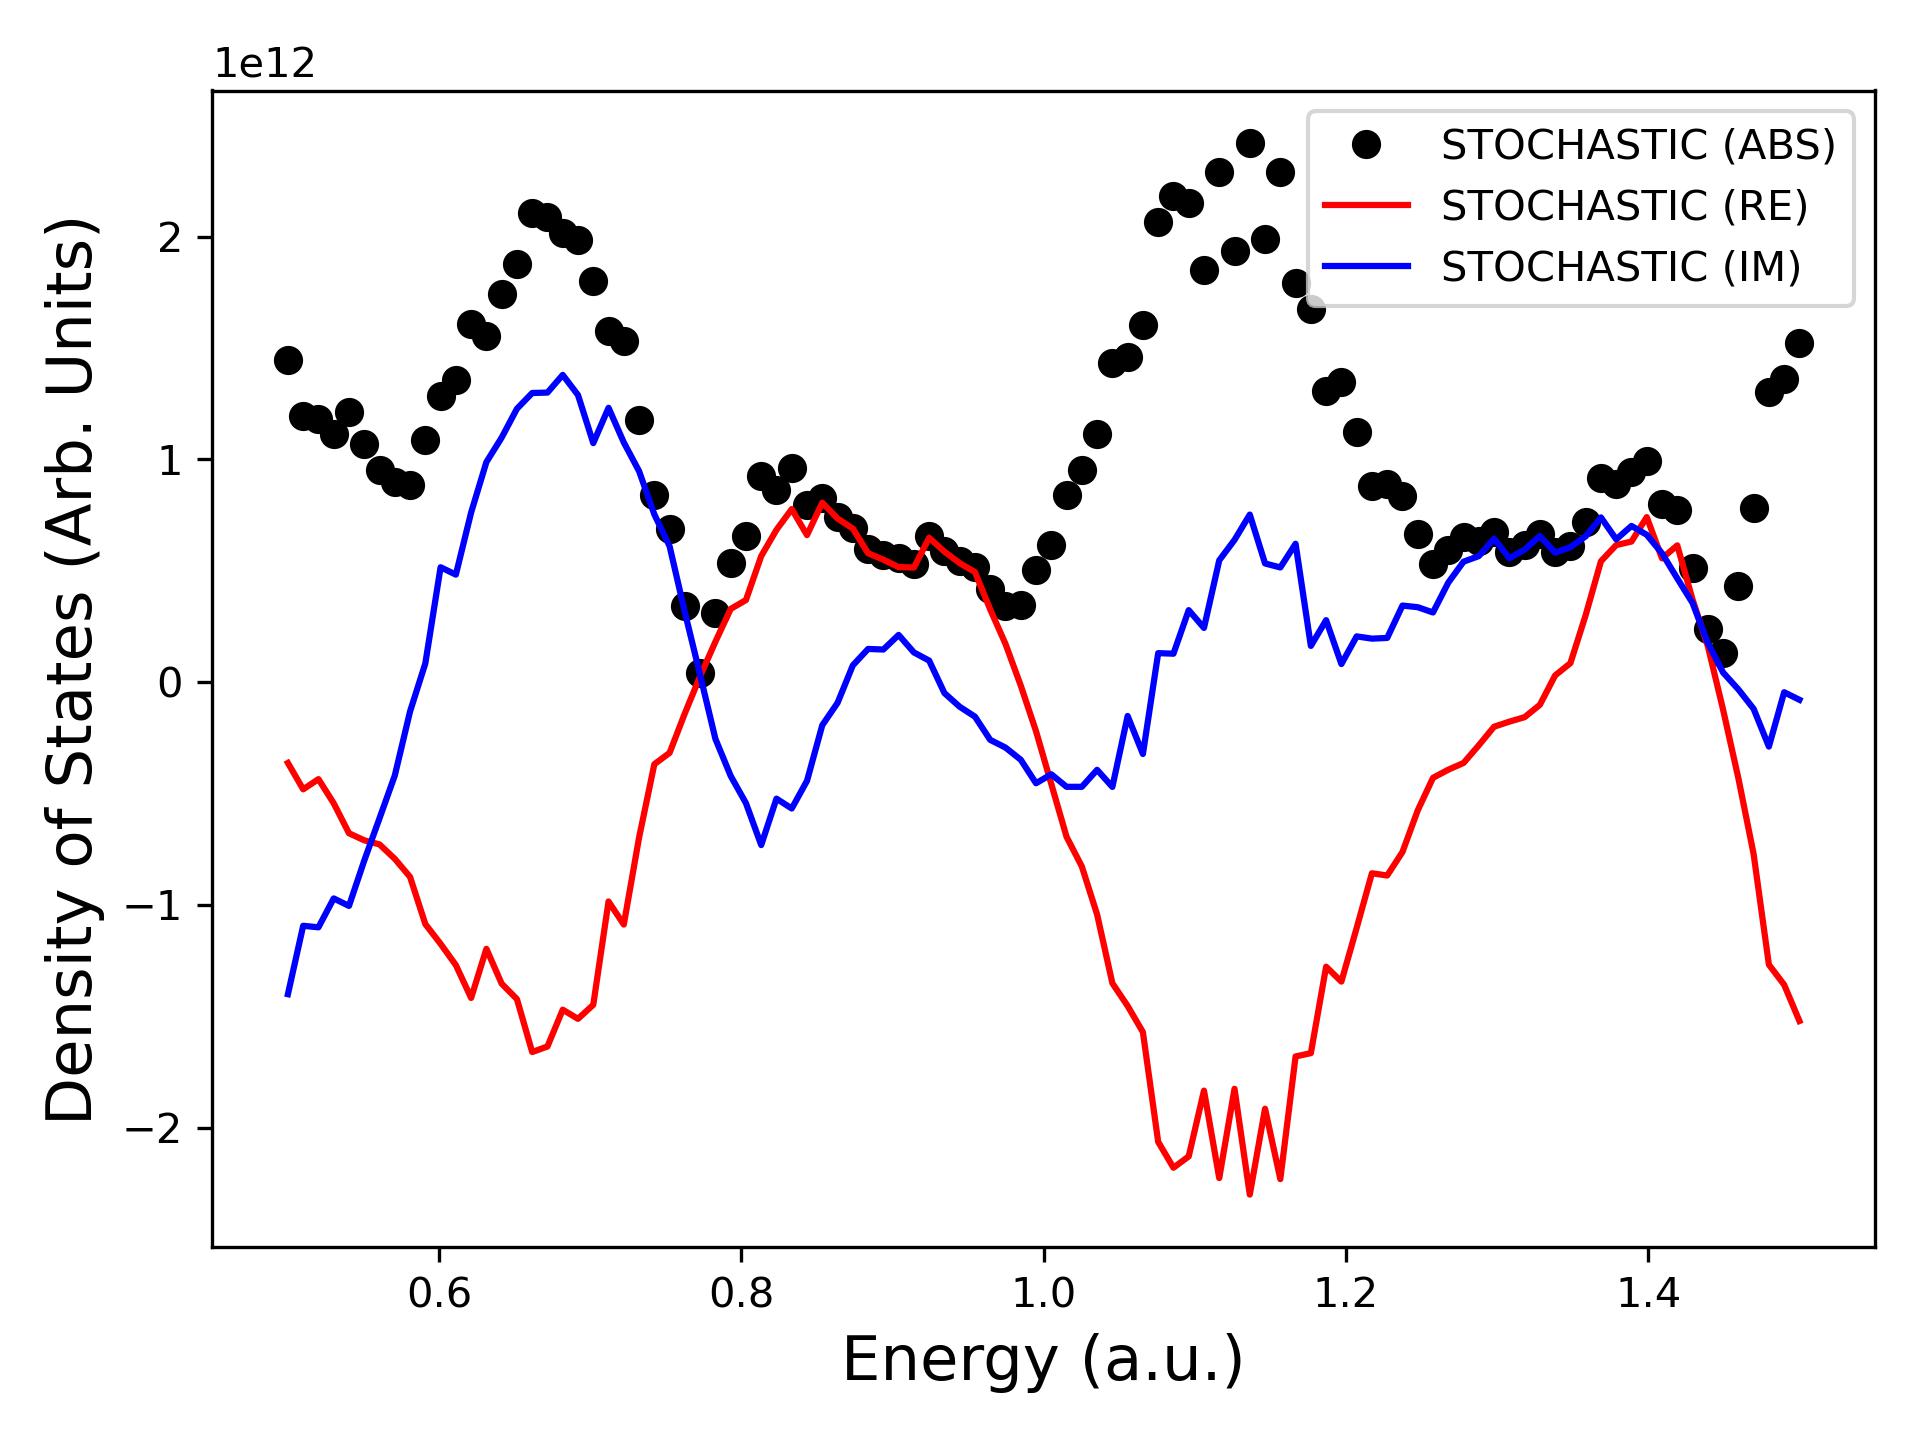 1e12
STOCHASTIC (ABS)
STOCHASTIC (RE)
STOCHASTIC (IM)
Density of States (Arb. Units)
2
1
0
−1
−2
0.6 0.8 1.0 1.2 1.4
Energy (a.u.)